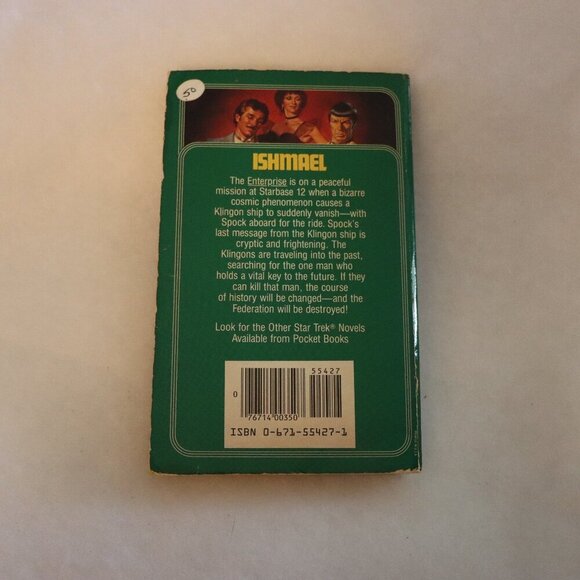 50
ISHMAEL
The Enterprise is on a peaceful
mission at Starbase 12 when a bizarre
cosmic phenomenon causes a
Klingon ship to suddenly vanish—with
Spock aboard for the ride. Spock's
last message from the Klingon ship is
cryptic and frightening. The
Klingons are traveling into the past,
searching for the one man who
holds a vital key to the future. If they
can kill that man, the course
of history will be changed—and the
Federation will be destroyed!
Look for the Other Star Trek® Novels
Available from Pocket Books
55427
0
76714 00350
ISBN 0-671-55427-1